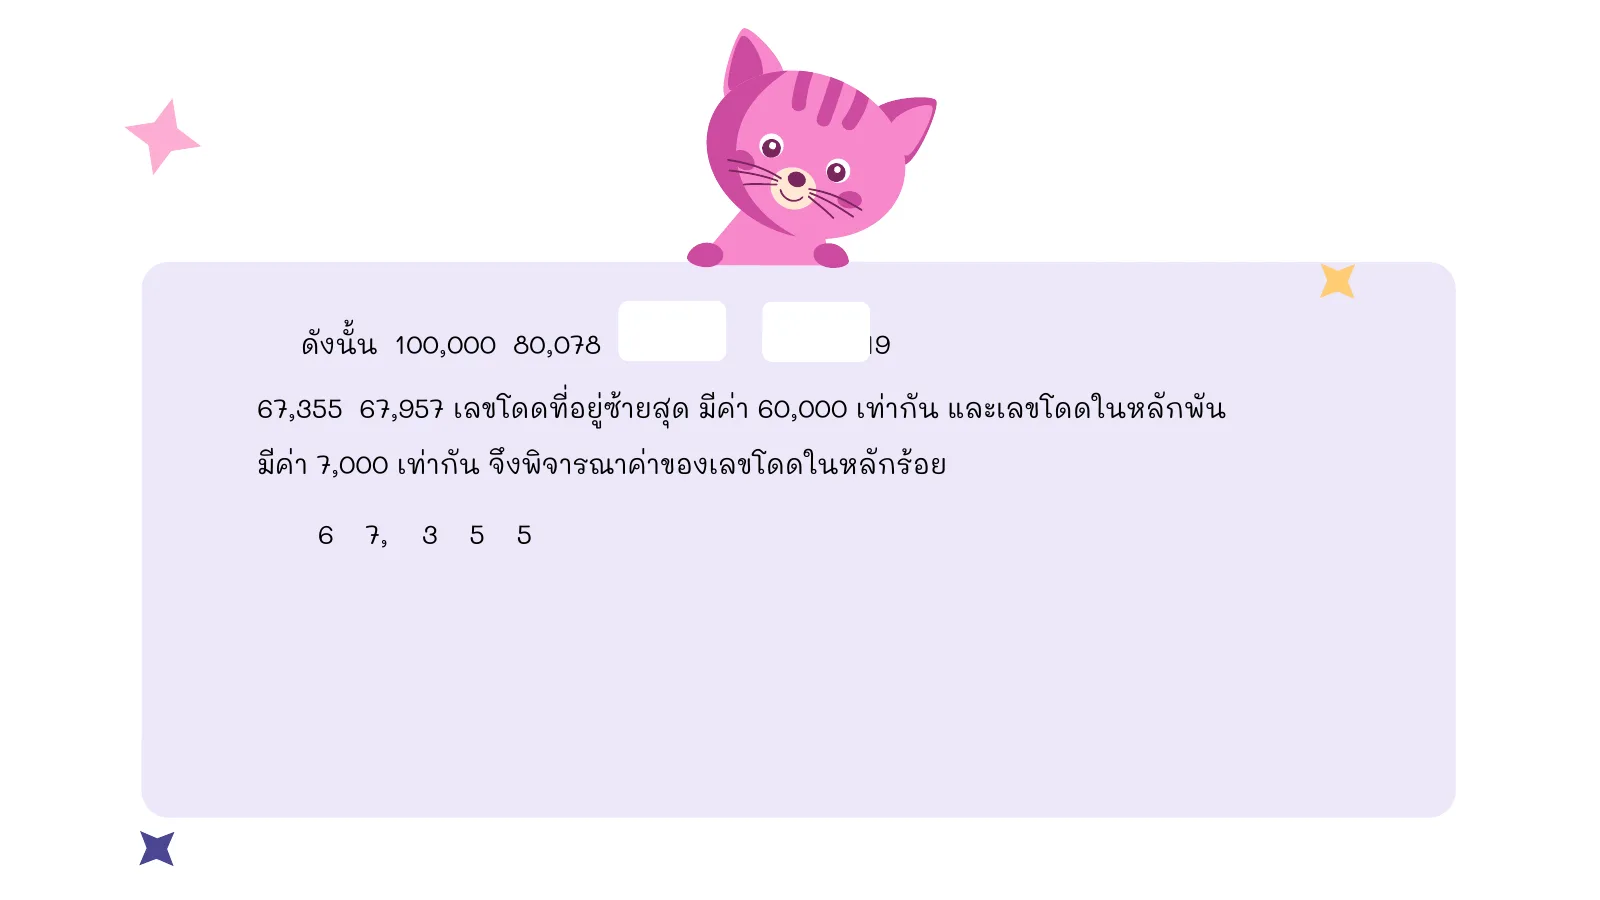 ดังนั้น 100,000 80,078 19
67,355 67,957 เลขโดดที่อยู่ซ้ายสุด มีค่า 60,000 เท่ากัน และเลขโดดในหลักพัน
มีค่า 7,000 เท่ากัน จึงพิจารณาค่าของเลขโดดในหลักร้อย
6 7, 3 5 5